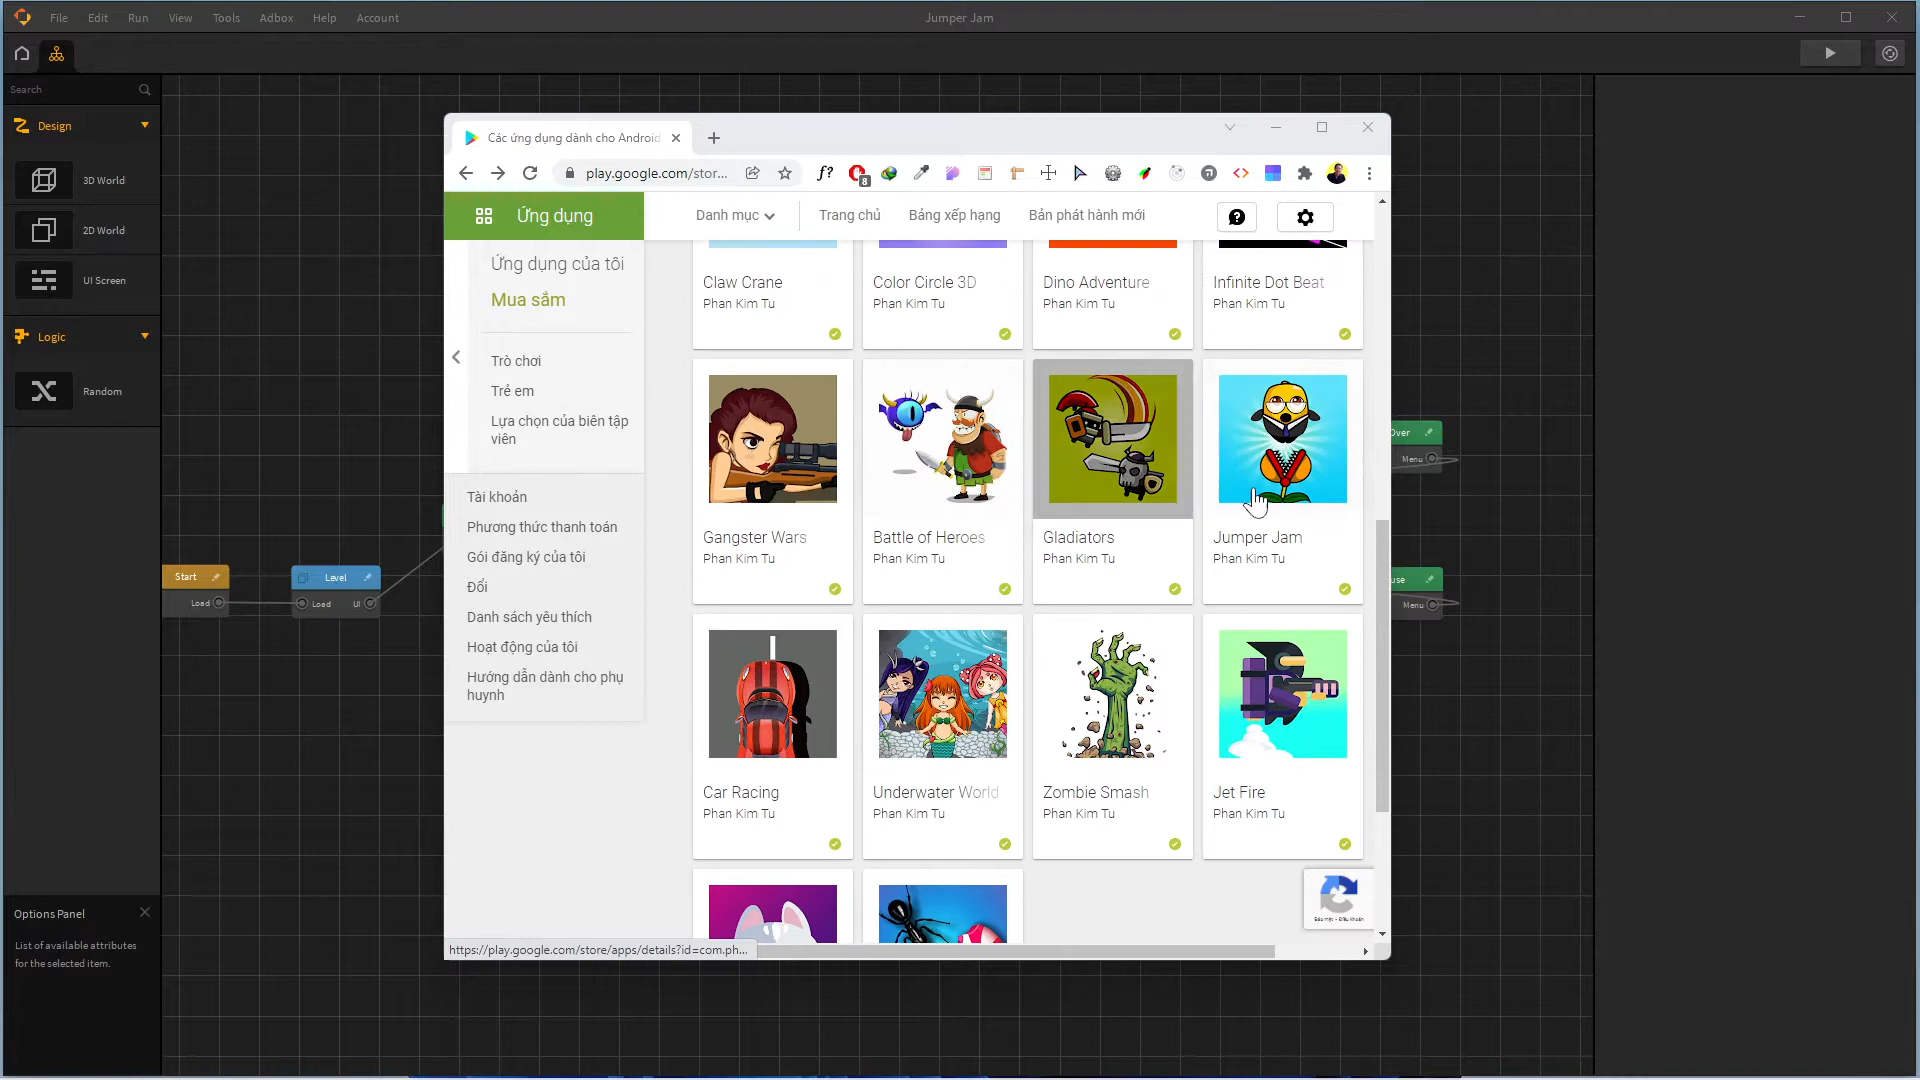 File Edit Run View Tools Adbox Help Account
Jumper Jam
Search
Design
3D World
2D World
UI Screen
Logic
Random
Options Panel
List of available attributes
for the selected item.
Start
Load
Level
Load UI
Các ứng dụng dành cho Android
play.google.com/stor...
f?
8
Ứng dụng
Danh mục
Trang chủ
Bảng xếp hạng
Bản phát hành mới
Ứng dụng của tôi
Mua sắm
Trò chơi
Trẻ em
Lựa chọn của biên tập
viên
Tài khoản
Phương thức thanh toán
Gói đăng ký của tôi
Đổi
Danh sách yêu thích
Hoạt động của tôi
Hướng dẫn dành cho phụ
huynh
Claw Crane
Phan Kim Tu
Color Circle 3D
Phan Kim Tu
Dino Adventure
Phan Kim Tu
Infinite Dot Beat
Phan Kim Tu
Gangster Wars
Phan Kim Tu
Battle of Heroes
Phan Kim Tu
Gladiators
Phan Kim Tu
Jumper Jam
Phan Kim Tu
Car Racing
Phan Kim Tu
Underwater World
Phan Kim Tu
Zombie Smash
Phan Kim Tu
Jet Fire
Phan Kim Tu
Bảo mật - Điều khoản
https://play.google.com/store/apps/details?id=com.ph...
Over
Menu
use
Menu